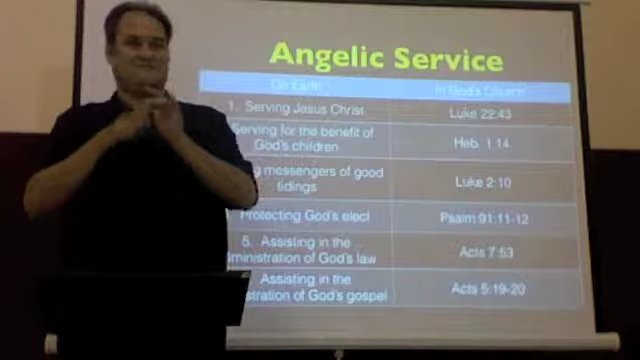 Angelic Service
On Earth
In God's Church
1. Serving Jesus Christ
Luke 22:43
Serving for the benefit of
God's children
Heb. 1:14
messengers of good
tidings
Luke 2:10
Protecting God's elect
Psalm 91:11-12
5. Assisting in the
ministration of God's law
Acts 7:53
Assisting in the
stration of God's gospel
Acts 5:19-20